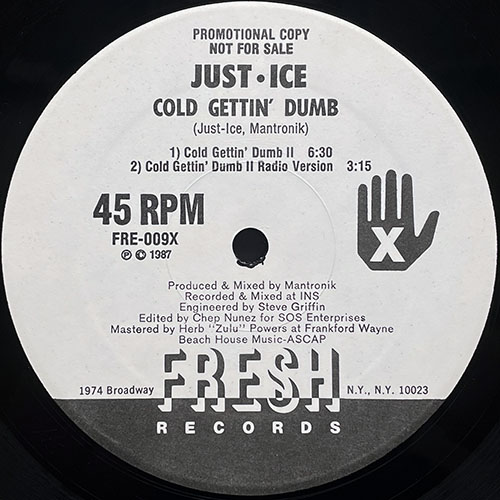 PROMOTIONAL COPY
NOT FOR SALE
JUST•ICE
COLD GETTIN' DUMB
(Just-Ice, Mantronik)
1) Cold Gettin' Dumb II 6:30
2) Cold Gettin' Dumb II Radio Version 3:15
45 RPM
FRE-009X
℗ © 1987
X
Produced & Mixed by Mantronik
Recorded & Mixed at INS
Engineered by Steve Griffin
Edited by Chep Nunez for SOS Enterprises
Mastered by Herb "Zulu" Powers at Frankford Wayne
Beach House Music-ASCAP
1974 Broadway FRESH N.Y., N.Y. 10023
RECORDS